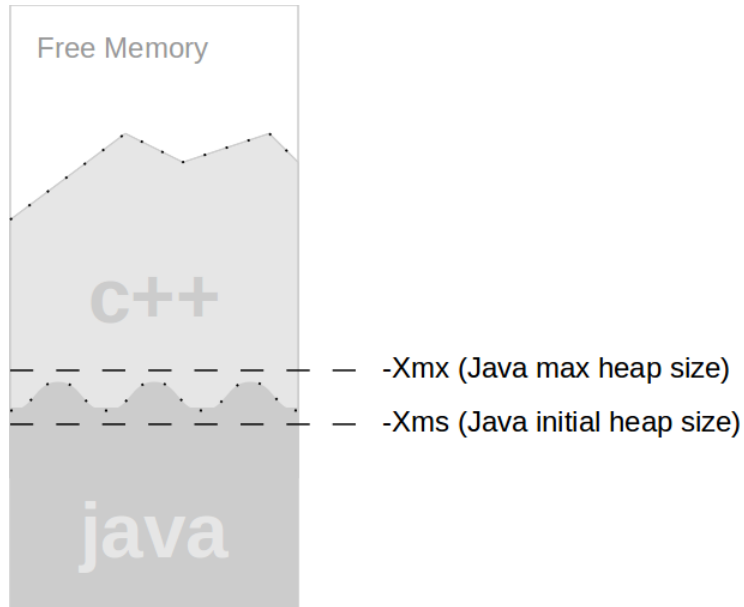 Free Memory
c++
-Xmx (Java max heap size)
-Xms (Java initial heap size)
java